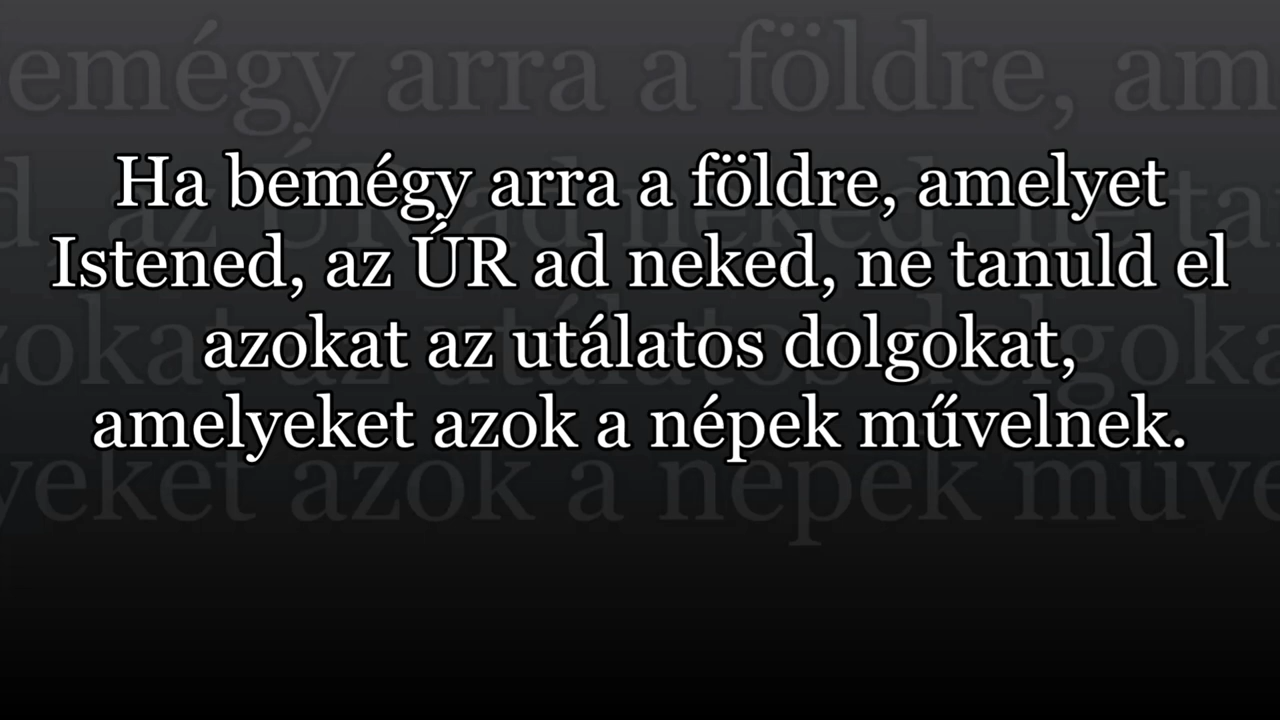 Ha bemégy arra a földre, amelyet
Istened, az ÚR ad neked, ne tanuld el
azokat az utálatos dolgokat,
amelyeket azok a népek művelnek.